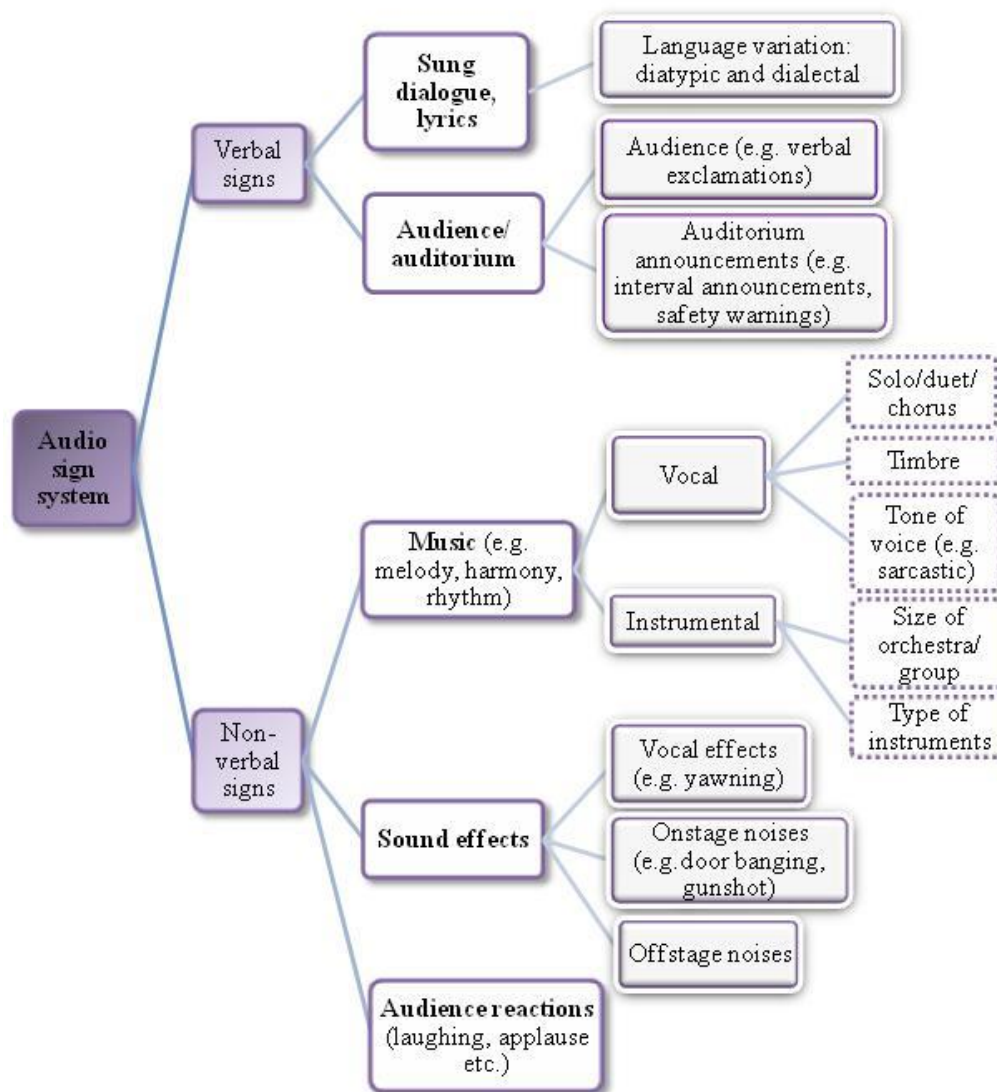 Sung
dialogue,
lyrics
Language variation:
diatypic and dialectal
Verbal
signs
Audience (e.g. verbal
exclamations)
Audience/
auditorium
Auditorium
announcements (e.g.
interval announcements,
safety warnings)
Audio
sign
system
Solo/duet/
chorus
Vocal
Timbre
Tone of
voice (e.g.
sarcastic)
Music (e.g.
melody, harmony,
rhythm)
Instrumental
Size of
orchestra/
group
Type of
instruments
Non-
verbal
signs
Vocal effects
(e.g. yawning)
Sound effects
Onstage noises
(e.g. door banging,
gunshot)
Offstage noises
Audience reactions
(laughing, applause
etc.)